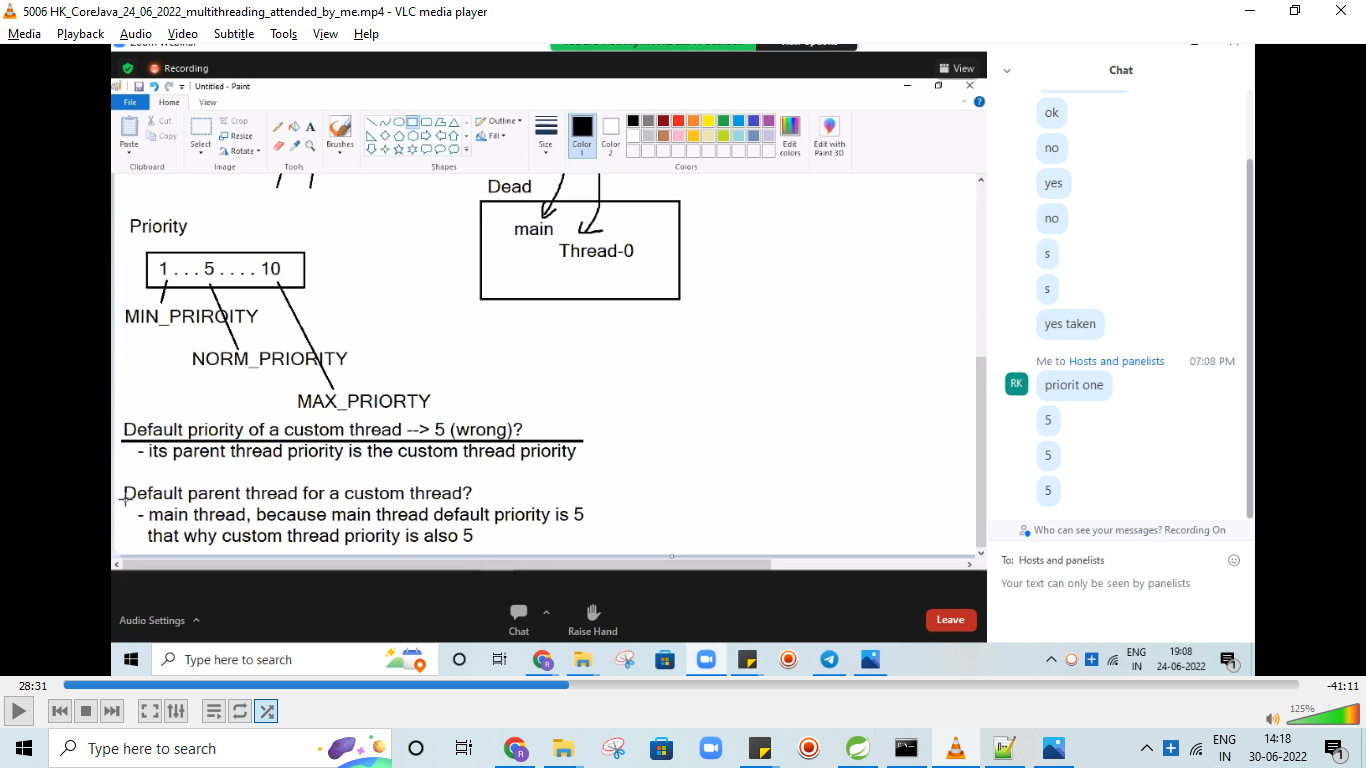 5006 HK_CoreJava_24_06_2022_multithreading_attended_by_me.mp4 - VLC media player
Media Playback Audio Video Subtitle Tools View Help
Recording
View
Untitled - Paint
File Home View
Paste
Cut
Copy
Clipboard
Select
Crop
Resize
Rotate
Image
Tools
Brushes
Outline
Fill
Shapes
Size
Color 1
Color 2
Edit colors
Colors
Edit with Paint 3D
Dead
main
Thread-0
Priority
1 . . . 5 . . . . 10
MIN_PRIROITY
NORM_PRIORITY
MAX_PRIORTY
Default priority of a custom thread --> 5 (wrong)?
- its parent thread priority is the custom thread priority
Default parent thread for a custom thread?
- main thread, because main thread default priority is 5
that why custom thread priority is also 5
Audio Settings
Chat
Raise Hand
Leave
Chat
ok
no
yes
no
s
s
yes taken
Me to Hosts and panelists 07:08 PM
RK
priorit one
5
5
5
Who can see your messages? Recording On
To: Hosts and panelists
Your text can only be seen by panelists
Type here to search
R
ENG
IN
19:08
24-06-2022
1
28:31
-41:11
125%
Type here to search
R
ENG
IN
14:18
30-06-2022
1